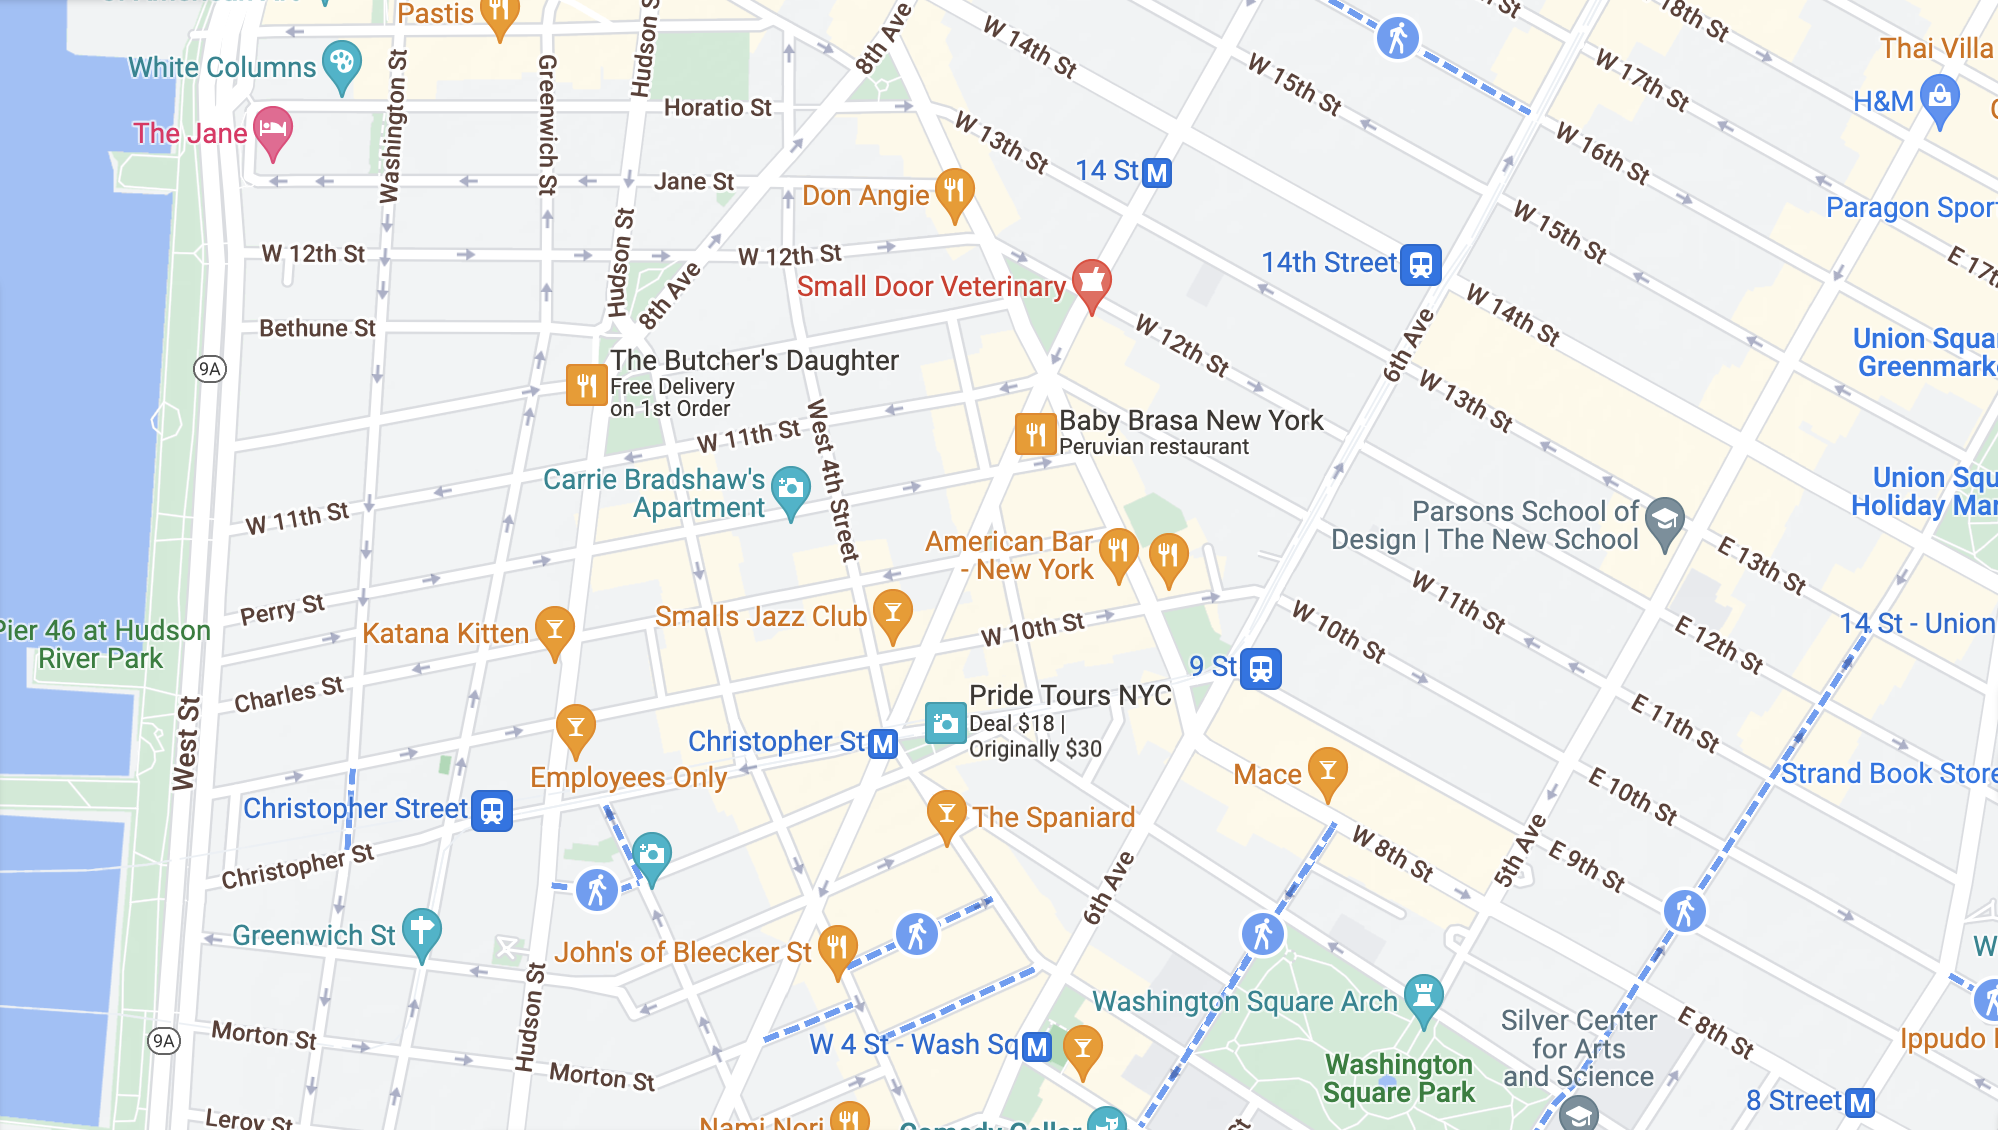 Pastis
White Columns
The Jane
Washington St
Greenwich St
Hudson S
8th Ave
Horatio St
Jane St
W 14th St
W 15th St
W 13th St
14 St
M
Don Angie
W 12th St
W 12th St
Hudson St
8th Ave
Small Door Veterinary
Bethune St
9A
The Butcher's Daughter
Free Delivery
on 1st Order
W 11th St
West 4th Street
Baby Brasa New York
Peruvian restaurant
Carrie Bradshaw's
Apartment
W 11th St
Perry St
Charles St
Katana Kitten
Smalls Jazz Club
American Bar
- New York
W 10th St
Pier 46 at Hudson
River Park
West St
Employees Only
Christopher St
M
Christopher Street
Christopher St
Pride Tours NYC
Deal $18 |
Originally $30
The Spaniard
Greenwich St
John's of Bleecker St
Hudson St
Morton St
Morton St
9A
Leroy St
Nami Nori
Comedy Cellar
W 4 St - Wash Sq
M
6th Ave
Mace
9 St
14th Street
W 12th St
6th Ave
W 18th St
W 17th St
W 16th St
W 15th St
W 14th St
W 13th St
Thai Villa
H&M
Paragon Spor
E 17t
Union Squa
Greenmark
Union Squ
Holiday Mar
Parsons School of
Design | The New School
W 11th St
W 10th St
E 13th St
E 12th St
E 11th St
E 10th St
E 9th St
E 8th St
W 8th St
5th Ave
14 St - Union
Strand Book Store
Washington Square Arch
Washington
Square Park
Silver Center
for Arts
and Science
W
Ippudo
8 Street
M